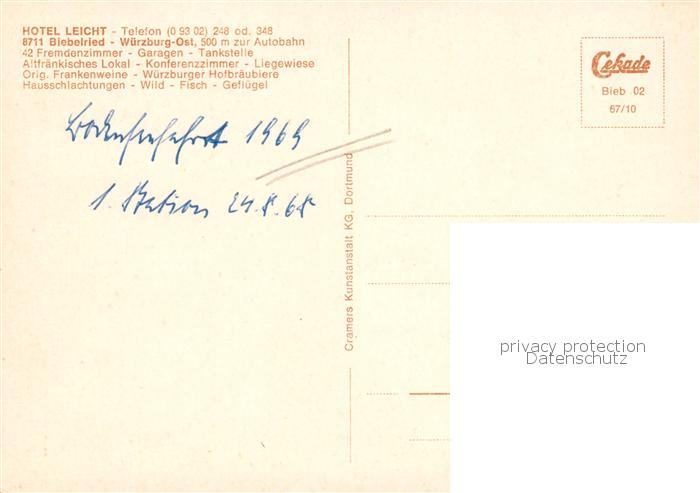 HOTEL LEICHT - Telefon (0 93 02) 248 od. 348
8711 Biebelried - Würzburg-Ost, 500 m zur Autobahn
42 Fremdenzimmer - Garagen - Tankstelle
Altfränkisches Lokal - Konferenzzimmer - Liegewiese
Orig. Frankenweine - Würzburger Hofbräubiere
Hausschlachtungen - Wild - Fisch - Geflügel
Cekade
Bieb 02
67/10
1969
1. Station 24.8.68
Cramers Kunstanstalt KG, Dortmund
privacy protection
Datenschutz